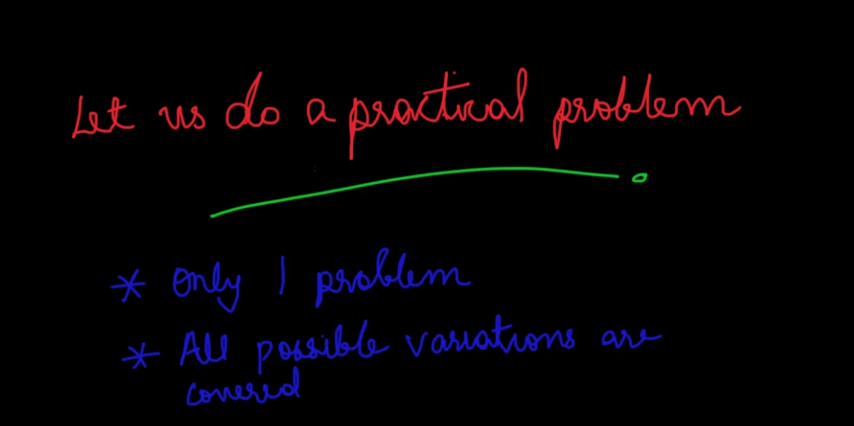 Let us do a practical problem
* Only 1 problem
* All possible variations are
covered